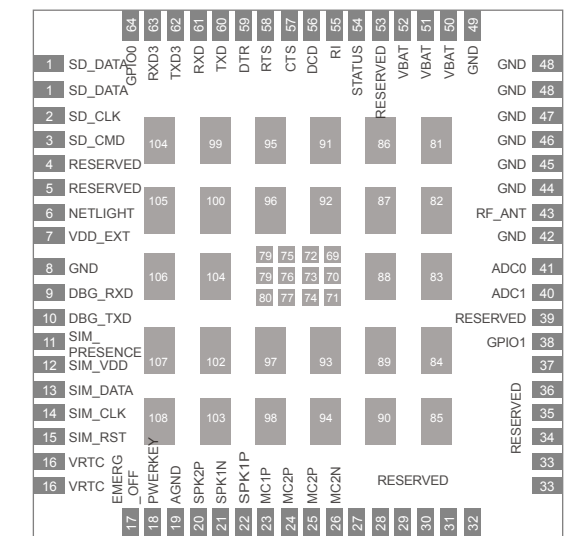 64 63 62 61 60 59 58 57 56 55 54 53 52 51 50 49
GPIO0 RXD3 TXD3 RXD TXD DTR RTS CTS DCD RI STATUS RESERVED VBAT VBAT VBAT GND
1 SD_DATA GND 48
1 SD_DATA GND 48
2 SD_CLK GND 47
3 SD_CMD GND 46
4 RESERVED GND 45
5 RESERVED GND 44
6 NETLIGHT RF_ANT 43
7 VDD_EXT GND 42
8 GND ADC0 41
9 DBG_RXD ADC1 40
10 DBG_TXD RESERVED 39
11 SIM_
PRESENCE GPIO1 38
12 SIM_VDD 37
13 SIM_DATA 36
14 SIM_CLK 35
15 SIM_RST 34
16 VRTC 33
16 VRTC 33
RESERVED
104 99 95 91 86 81
105 100 96 92 87 82
79 75 72 69
106 104 79 76 73 70 88 83
80 77 74 71
107 102 97 93 89 84
108 103 98 94 90 85
EMERG
_OFF PWERKEY AGND SPK2P SPK1N SPK1P MC1P MC2P MC2P MC2N RESERVED
17 18 19 20 21 22 23 24 25 26 27 28 29 30 31 32